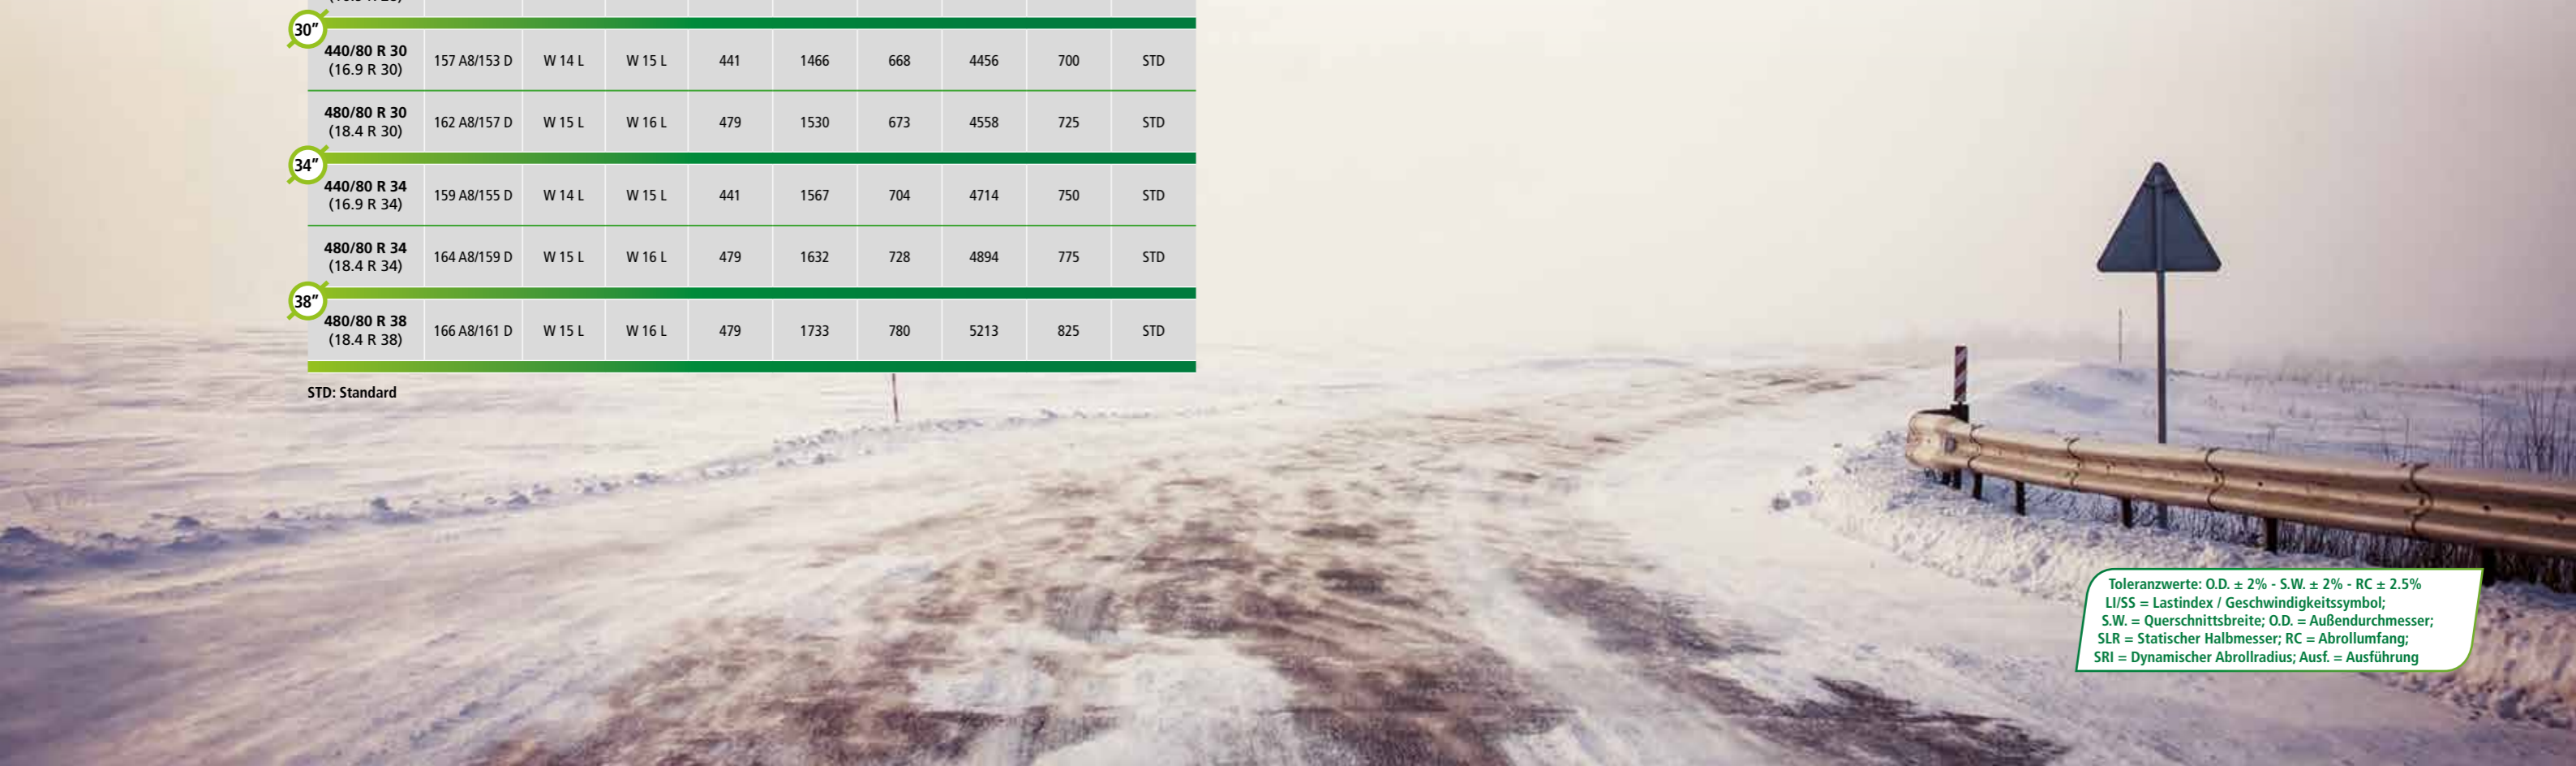 30"
440/80 R 30
(16.9 R 30)
157 A8/153 D W 14 L W 15 L 441 1466 668 4456 700 STD
480/80 R 30
(18.4 R 30)
162 A8/157 D W 15 L W 16 L 479 1530 673 4558 725 STD
34"
440/80 R 34
(16.9 R 34)
159 A8/155 D W 14 L W 15 L 441 1567 704 4714 750 STD
480/80 R 34
(18.4 R 34)
164 A8/159 D W 15 L W 16 L 479 1632 728 4894 775 STD
38"
480/80 R 38
(18.4 R 38)
166 A8/161 D W 15 L W 16 L 479 1733 780 5213 825 STD
STD: Standard
Toleranzwerte: O.D. ± 2% - S.W. ± 2% - RC ± 2.5%
LI/SS = Lastindex / Geschwindigkeitssymbol;
S.W. = Querschnittsbreite; O.D. = Außendurchmesser;
SLR = Statischer Halbmesser; RC = Abrollumfang;
SRI = Dynamischer Abrollradius; Ausf. = Ausführung